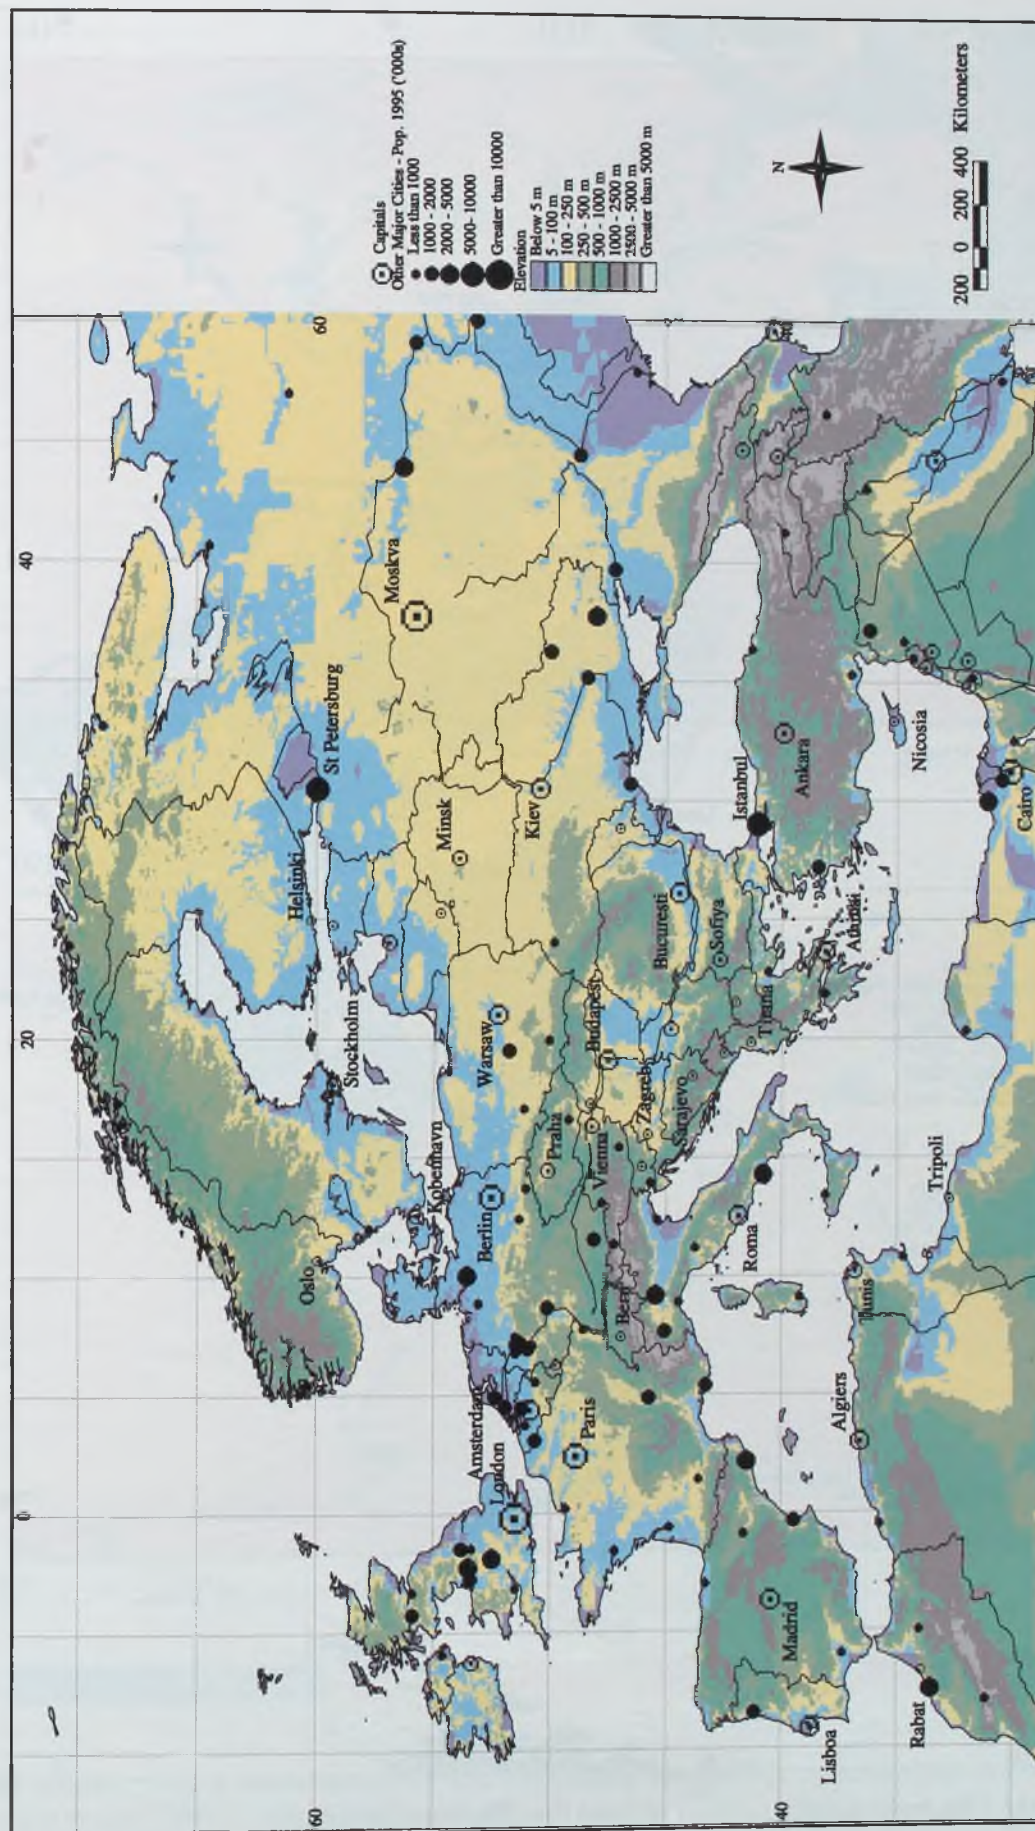 Capitals
Other Major Cities - Pop. 1995 ('000s)
Less than 1000
1000 - 2000
2000 - 5000
5000- 10000
Greater than 10000
Elevation
Below 5 m
5 - 100 m
100 - 250 m
250 - 500 m
500 - 1000 m
1000 - 2500 m
2500 - 5000 m
Greater than 5000 m
N
200 0 200 400 Kilometers
0
20
40
60
60
40
40
Oslo
Stockholm
Helsinki
St Petersburg
Moskva
Kobenhavn
Amsterdam
London
Berlin
Warsaw
Minsk
Kiev
Paris
Praha
Vienna
Bern
Budapest
Zagreb
Sarajevo
Bucuresti
Sofiya
Tirana
Istanbul
Ankara
Athinai
Nicosia
Cairo
Roma
Madrid
Lisboa
Rabat
Algiers
Tunis
Tripoli